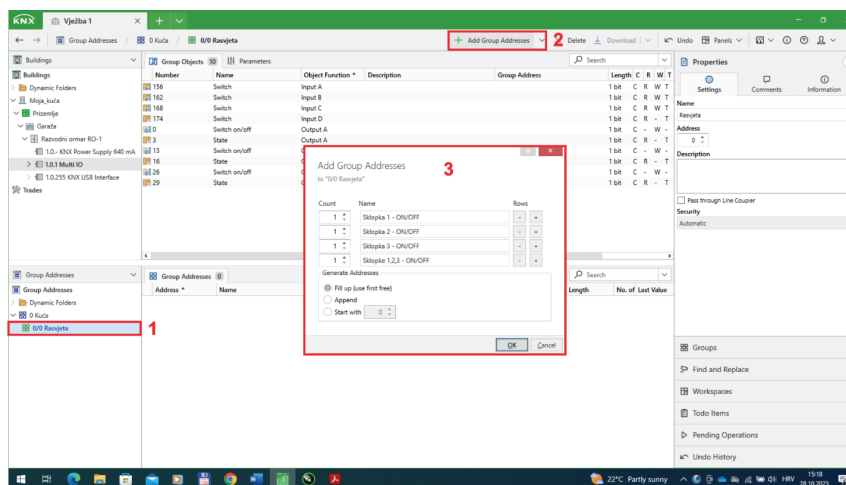 KNX Vježba 1
Group Addresses / 0 Kuća / 0/0 Rasvjeta
Add Group Addresses 2 Delete Download Undo Panels
Buildings
Buildings
Dynamic Folders
Moja_kuća
Prizemlje
Garaža
Razvodni ormar RO-1
1.0.- KNX Power Supply 640 mA
1.0.1 Multi IO
1.0.255 KNX USB Interface
Trades
Group Objects 10 Parameters
Search
Number Name Object Function Description Group Address Length C R W T
156 Switch Input A 1 bit C R W T
162 Switch Input B 1 bit C R W T
168 Switch Input C 1 bit C R W T
174 Switch Input D 1 bit C R - T
0 Switch on/off Output A 1 bit C - W -
3 State Output A 1 bit C R - T
13 Switch on/off 1 bit C - W -
16 State 1 bit C R - T
26 Switch on/off 1 bit C - W -
29 State 1 bit C R - T
Add Group Addresses
to "0/0 Rasvjeta"
3
Count Name Rows
1 Sklopka 1 - ON/OFF - +
1 Sklopka 2 - ON/OFF - +
1 Sklopka 3 - ON/OFF - +
1 Sklopke 1,2,3 - ON/OFF - +
Generate Addresses
Fill up (use first free)
Append
Start with 0
OK Cancel
Properties
Settings Comments Information
Name
Rasvjeta
Address
0
Description
Pass through Line Coupler
Security
Automatic
Group Addresses
Group Addresses
Dynamic Folders
0 Kuća
0/0 Rasvjeta
1
Group Addresses 0
Search
Address Name Length No. of Last Value
Groups
Find and Replace
Workspaces
Todo Items
Pending Operations
Undo History
22°C Partly sunny HRV 15:18
28.10.2023.